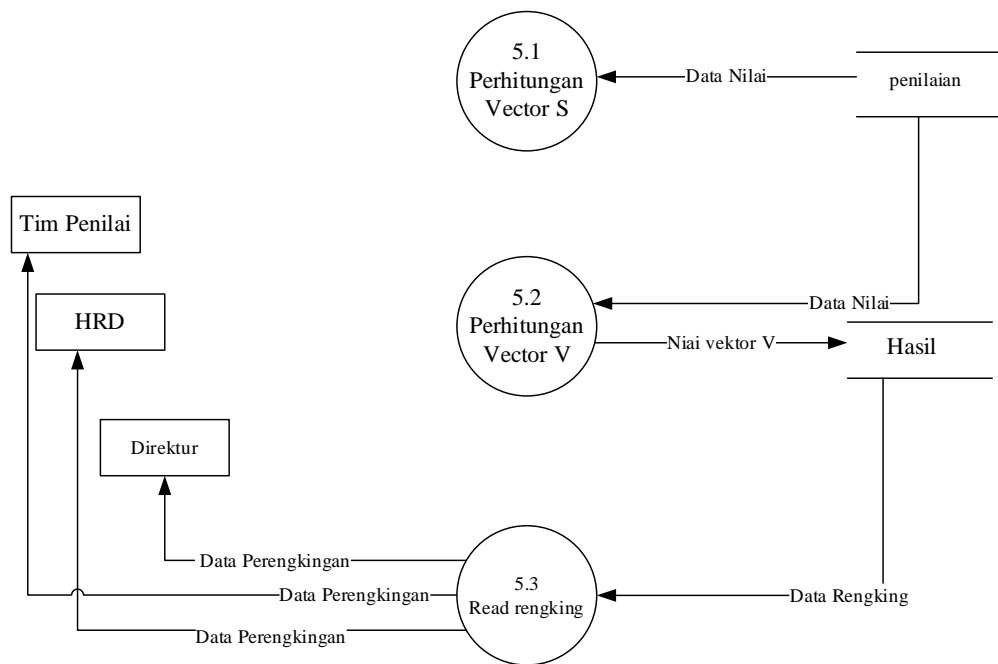 5.1
Perhitungan
Vector S
Data Nilai
penilaian
Tim Penilai
HRD
5.2
Perhitungan
Vector V
Data Nilai
Niai vektor V
Hasil
Direktur
Data Perengkingan
Data Perengkingan
Data Perengkingan
5.3
Read rengking
Data Rengking